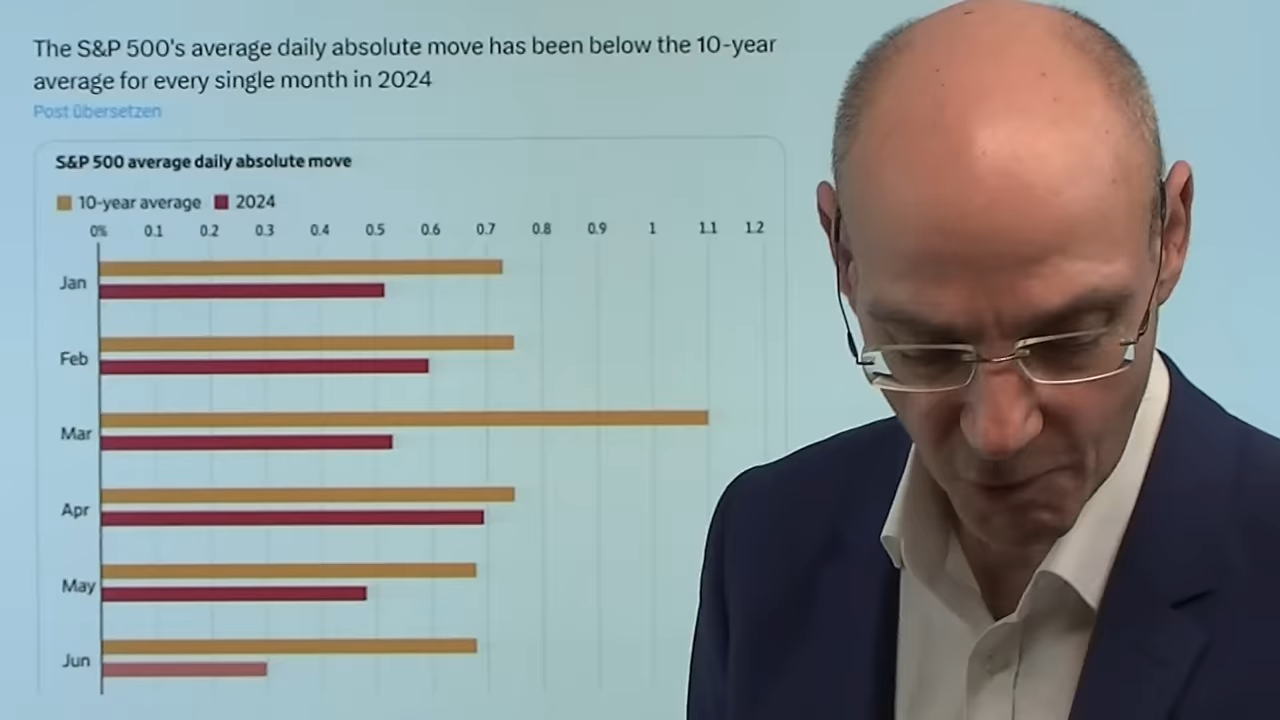 The S&P 500's average daily absolute move has been below the 10-year
average for every single month in 2024
Post übersetzen
S&P 500 average daily absolute move
10-year average 2024
0% 0.1 0.2 0.3 0.4 0.5 0.6 0.7 0.8 0.9 1 1.1 1.2
Jan
Feb
Mar
Apr
May
Jun